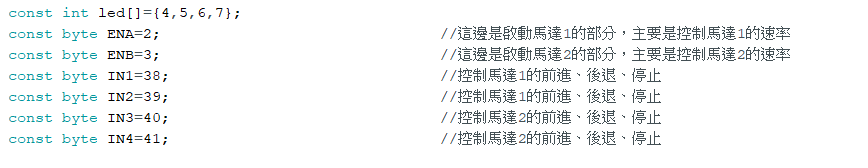 const int led[]={4,5,6,7};
const byte ENA=2; //這邊是啟動馬達1的部分，主要是控制馬達1的速率
const byte ENB=3; //這邊是啟動馬達2的部分，主要是控制馬達2的速率
const byte IN1=38; //控制馬達1的前進、後退、停止
const byte IN2=39; //控制馬達1的前進、後退、停止
const byte IN3=40; //控制馬達2的前進、後退、停止
const byte IN4=41; //控制馬達2的前進、後退、停止